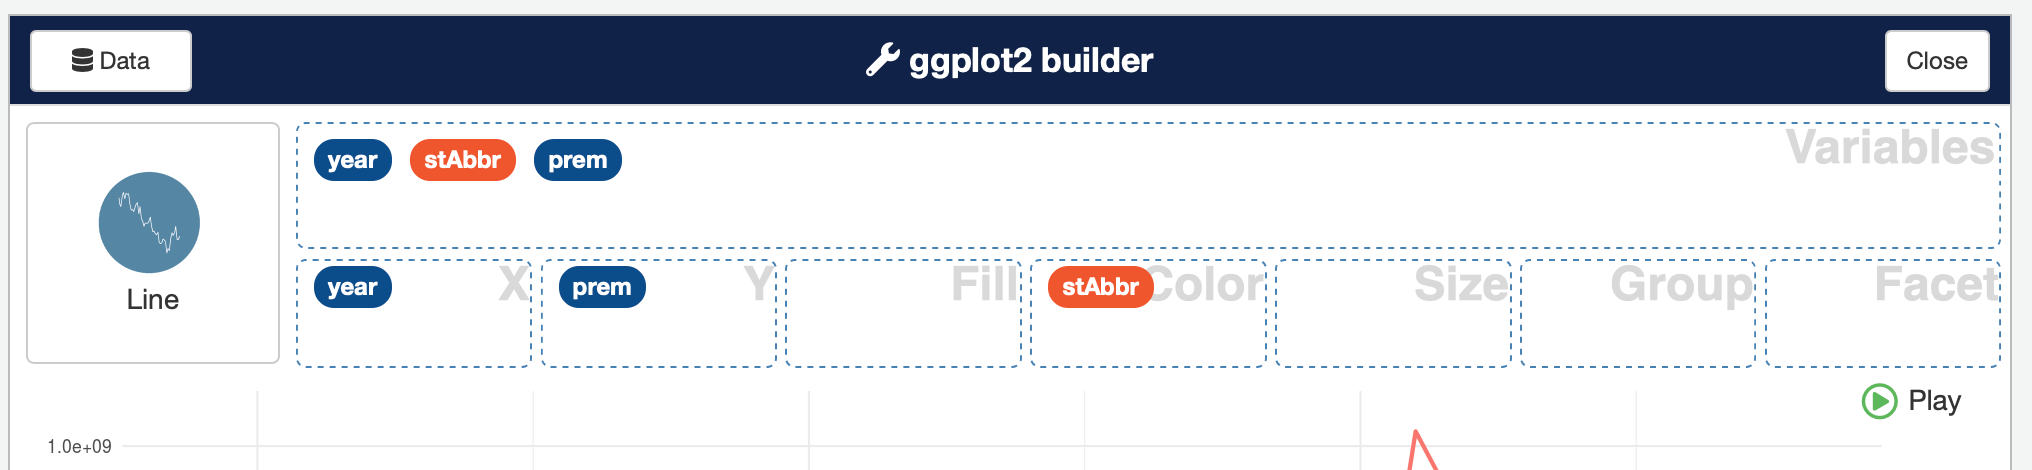 Data ggplot2 builder Close
year stAbbr prem Variables
Line
year X prem Y Fill stAbbr Color Size Group Facet
Play
1.0e+09